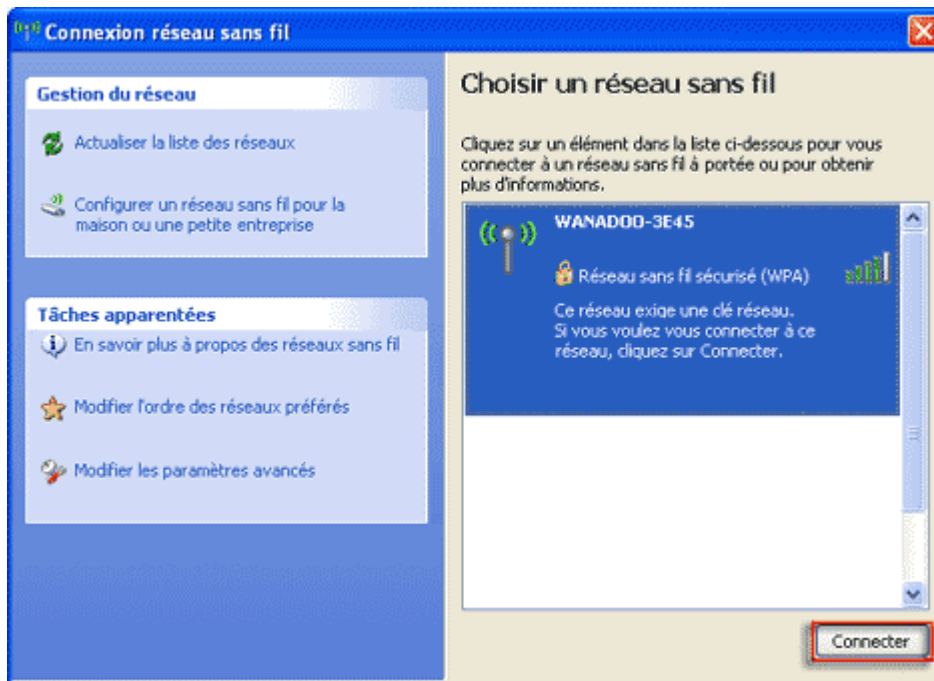 Connexion réseau sans fil
Gestion du réseau
Actualiser la liste des réseaux
Configurer un réseau sans fil pour la
maison ou une petite entreprise
Tâches apparentées
En savoir plus à propos des réseaux sans fil
Modifier l'ordre des réseaux préférés
Modifier les paramètres avancés
Choisir un réseau sans fil
Cliquez sur un élément dans la liste ci-dessous pour vous
connecter à un réseau sans fil à portée ou pour obtenir
plus d'informations.
WANADOO-3E45
Réseau sans fil sécurisé (WPA)
Ce réseau exige une clé réseau.
Si vous voulez vous connecter à ce
réseau, cliquez sur Connecter.
Connecter